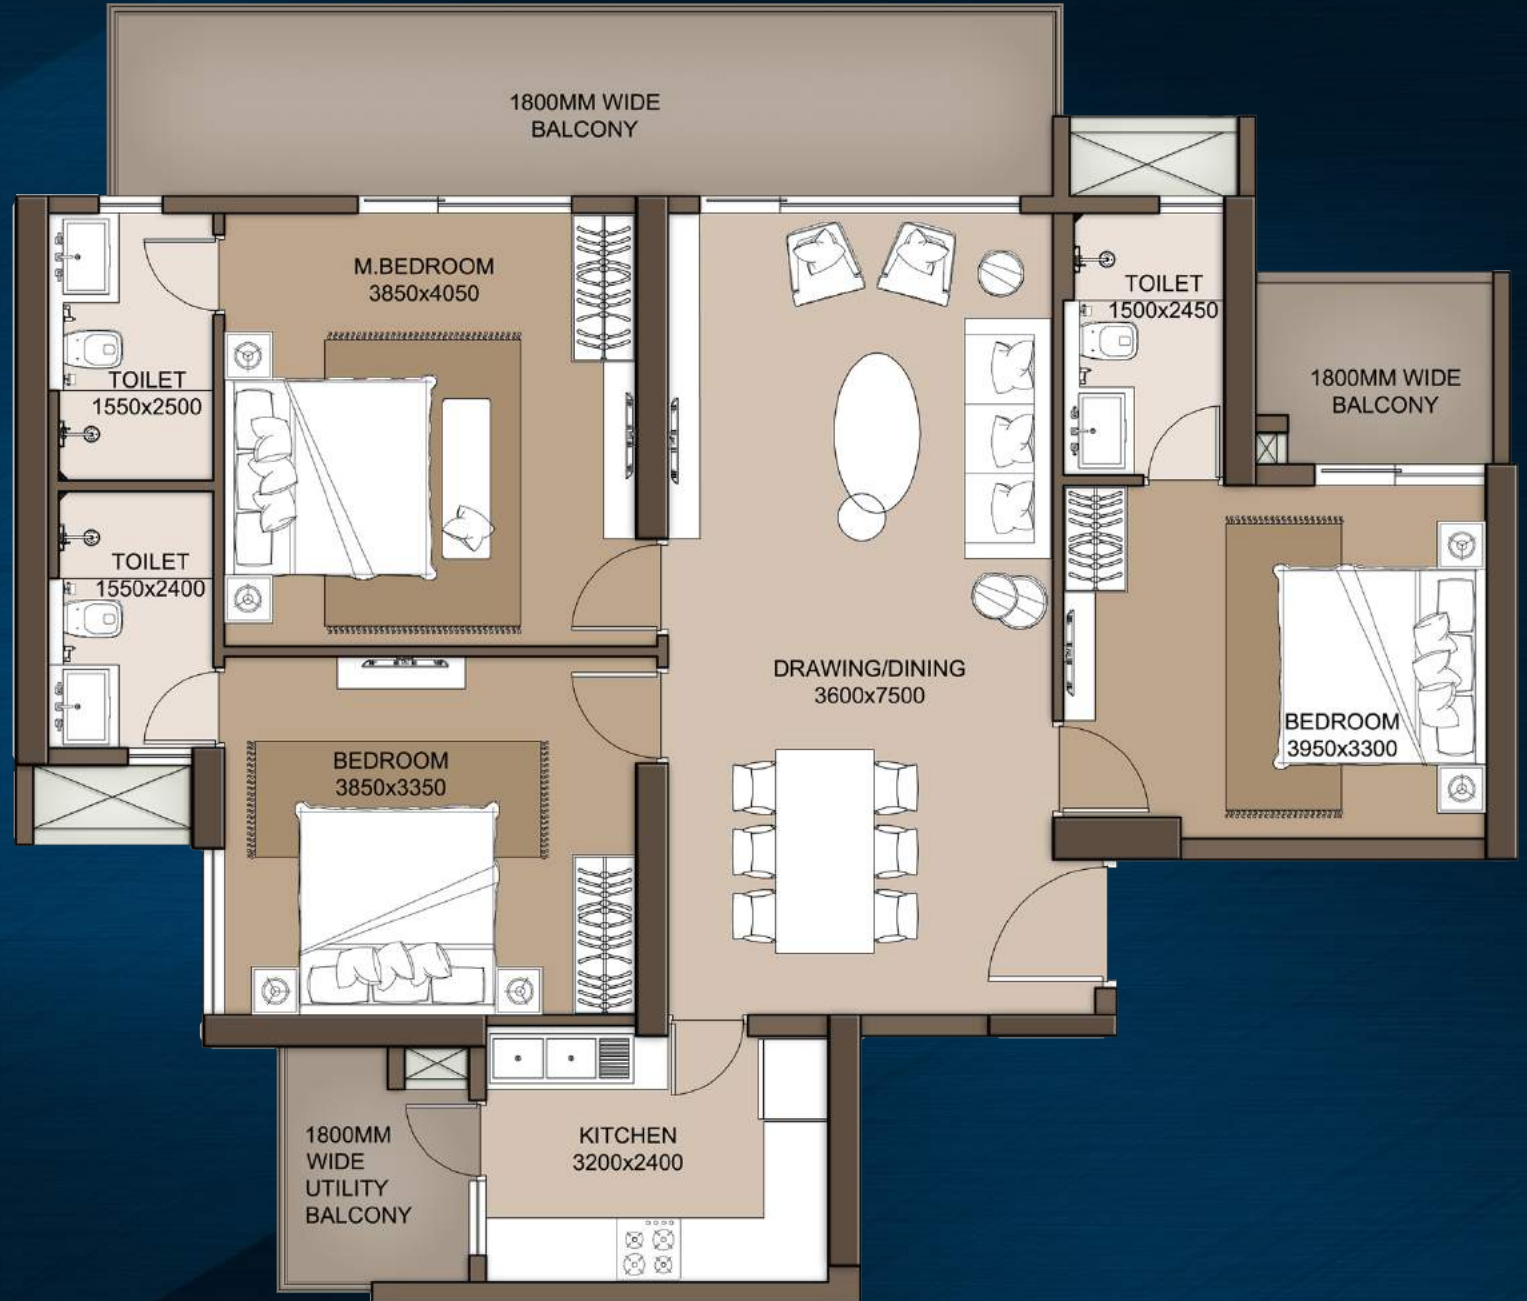 1800MM WIDE
BALCONY
M.BEDROOM
3850x4050
TOILET
1500x2450
TOILET
1550x2500
1800MM WIDE
BALCONY
TOILET
1550x2400
DRAWING/DINING
3600x7500
BEDROOM
3950x3300
BEDROOM
3850x3350
KITCHEN
3200x2400
1800MM
WIDE
UTILITY
BALCONY